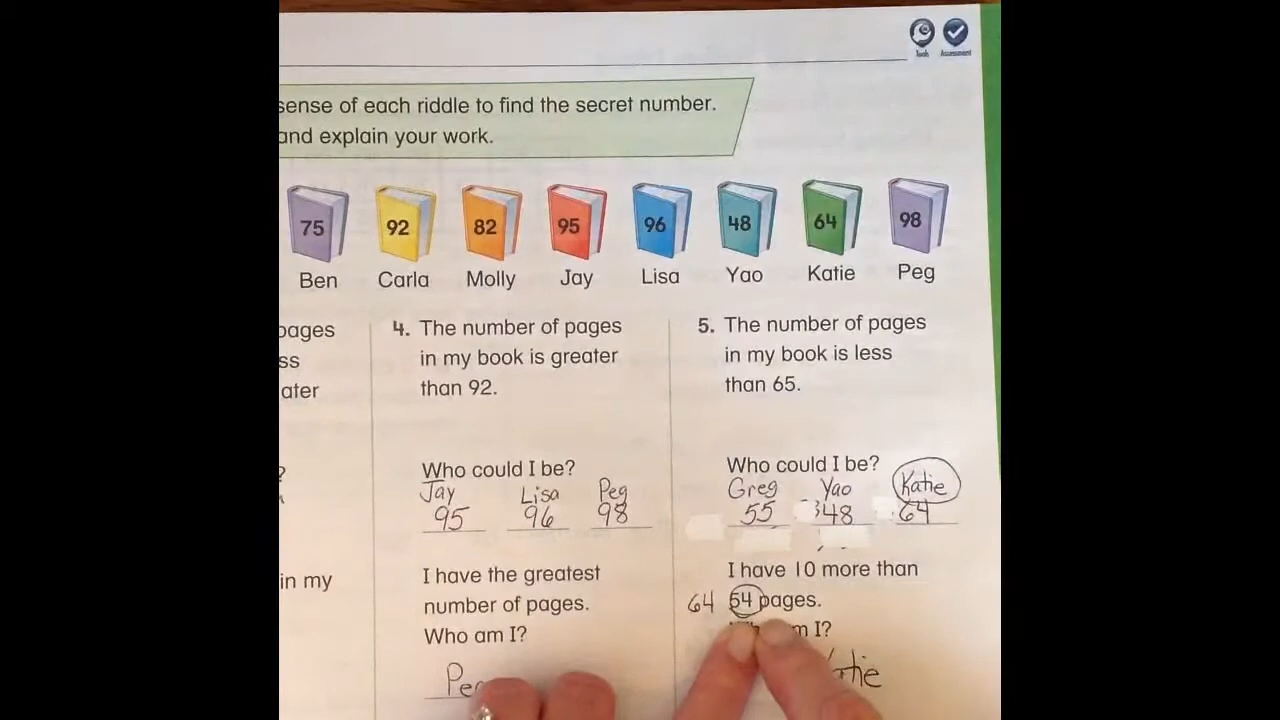 Tools Assessment
sense of each riddle to find the secret number.
and explain your work.
75 92 82 95 96 48 64 98
Ben Carla Molly Jay Lisa Yao Katie Peg
pages
ss
ater
?
in my
4. The number of pages
in my book is greater
than 92.
Who could I be?
Jay Lisa Peg
95 96 98
I have the greatest
number of pages.
Who am I?
5. The number of pages
in my book is less
than 65.
Who could I be?
Greg Yao Katie
55 48 64
I have 10 more than
64 54 pages.
I?